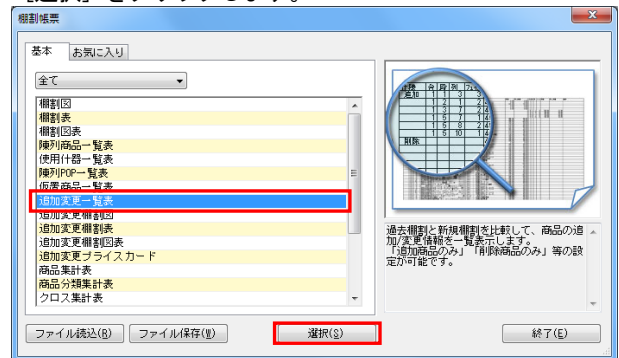 [選択]をクリックします。
棚割帳票
基本 お気に入り
全て
棚割図
棚割表
棚割図表
陳列商品一覧表
使用什器一覧表
陳列POP一覧表
仮置商品一覧表
追加変更一覧表
追加変更棚割図
追加変更棚割表
追加変更棚割図表
追加変更プライスカード
商品集計表
商品分類集計表
クロス集計表
追加
削除
過去棚割と新規棚割を比較して、商品の追
加/変更情報を一覧表示します。
「追加商品のみ」「削除商品のみ」等の設
定が可能です。
ファイル読込(R) ファイル保存(W) 選択(S) 終了(E)